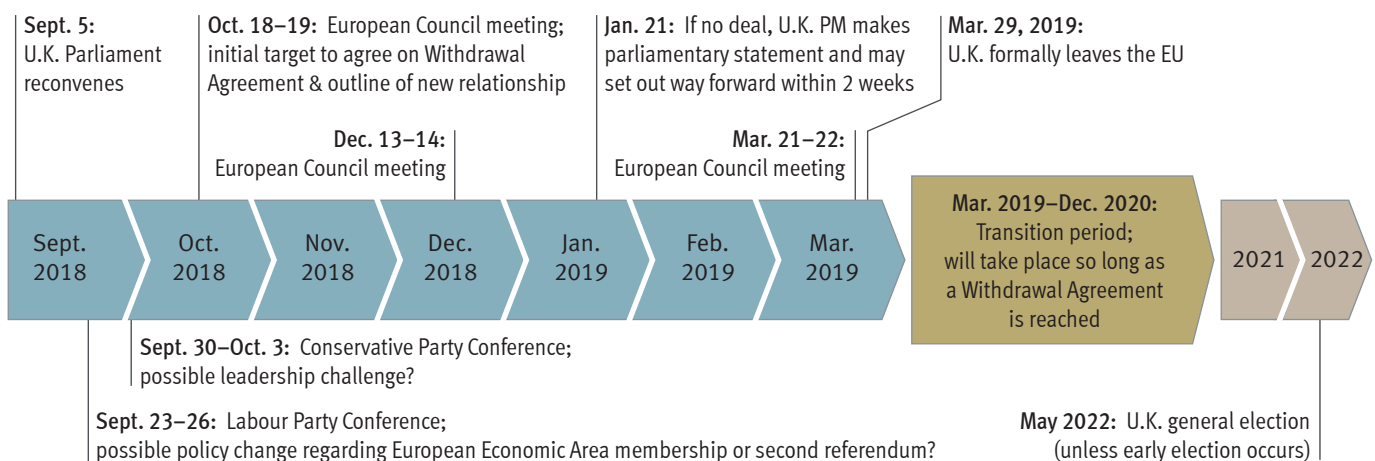 Sept. 5:
U.K. Parliament
reconvenes
Oct. 18–19: European Council meeting;
initial target to agree on Withdrawal
Agreement & outline of new relationship
Jan. 21: If no deal, U.K. PM makes
parliamentary statement and may
set out way forward within 2 weeks
Mar. 29, 2019:
U.K. formally leaves the EU
Dec. 13–14:
European Council meeting
Mar. 21–22:
European Council meeting
Sept.
2018
Oct.
2018
Nov.
2018
Dec.
2018
Jan.
2019
Feb.
2019
Mar.
2019
Mar. 2019–Dec. 2020:
Transition period;
will take place so long as
a Withdrawal Agreement
is reached
2021
2022
Sept. 30–Oct. 3: Conservative Party Conference;
possible leadership challenge?
Sept. 23–26: Labour Party Conference;
possible policy change regarding European Economic Area membership or second referendum?
May 2022: U.K. general election
(unless early election occurs)